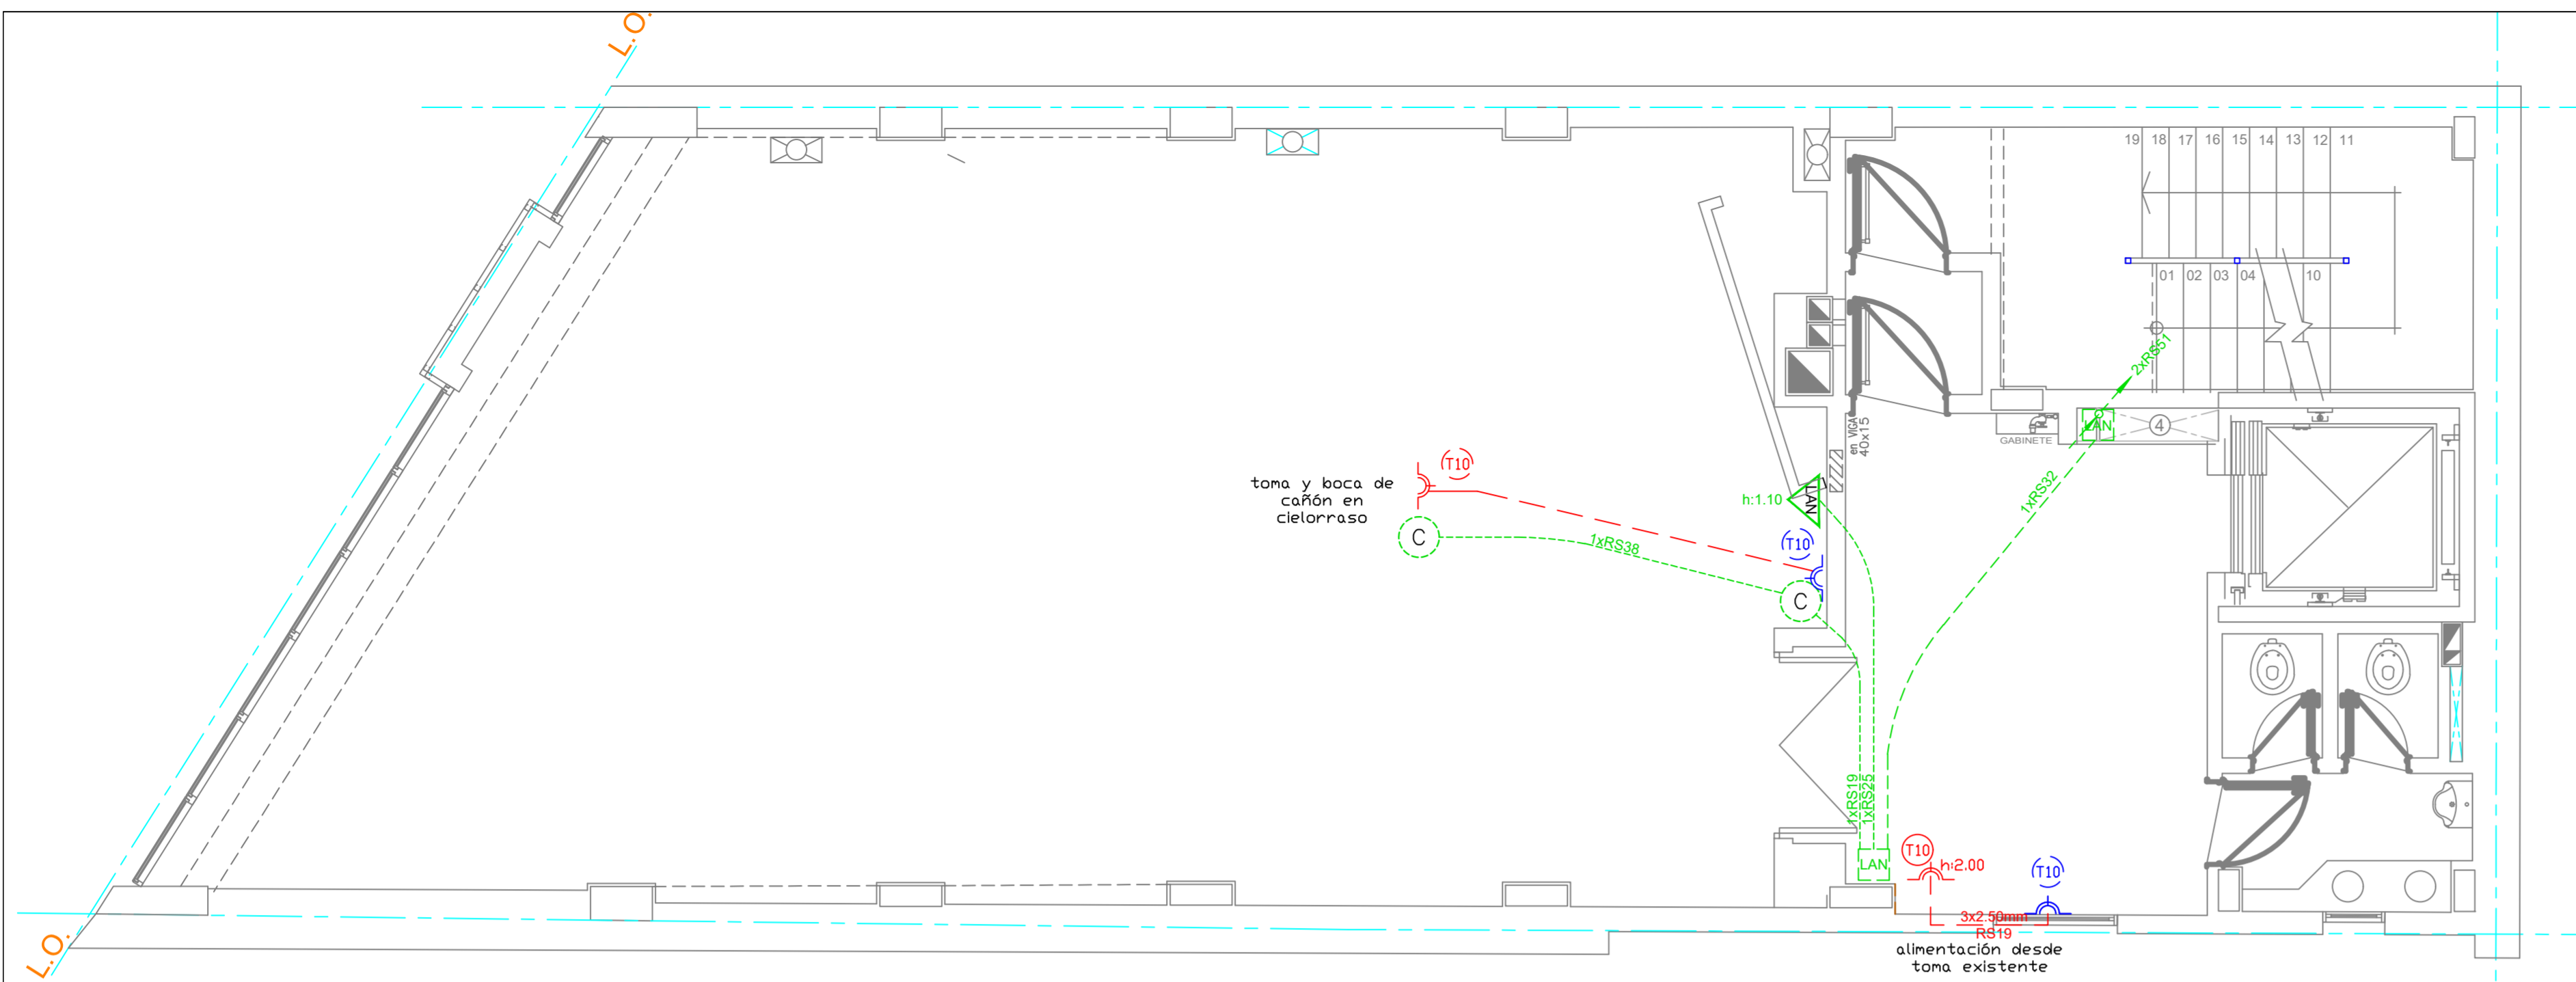 L.O.
19 18 17 16 15 14 13 12 11
01 02 03 04 10
2xRS51
LAN
4
GABINETE
en VIGA
40x15
1xRS32
toma y boca de
cañón en
cielorraso
(T10)
C
1xRS38
h:1.10
LAN
(T10)
C
1xRS19
1xRS25
LAN
T10
h:2.00
(T10)
3x2.50mm
RS19
alimentación desde
toma existente
L.O.